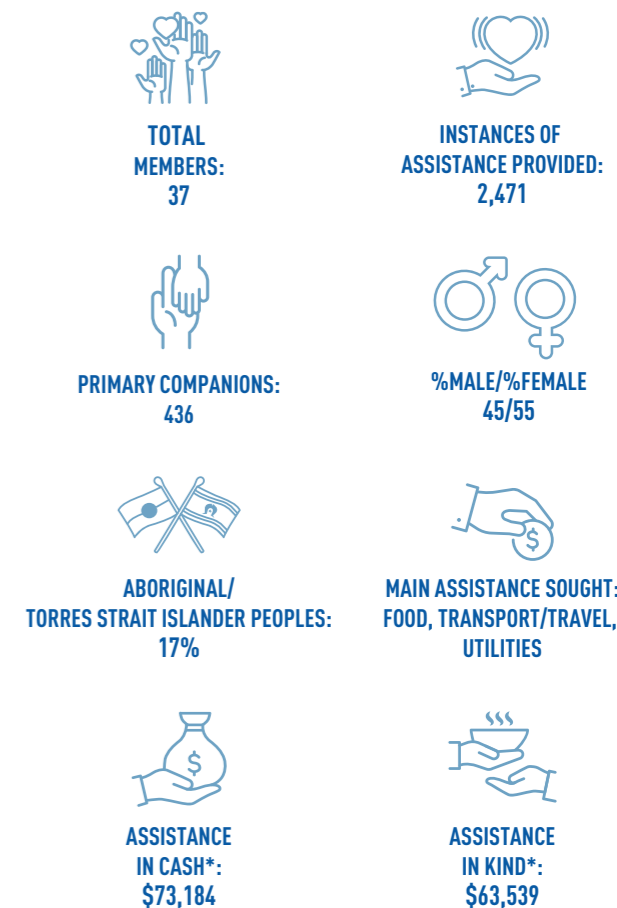 TOTAL
MEMBERS:
37
INSTANCES OF
ASSISTANCE PROVIDED:
2,471
PRIMARY COMPANIONS:
436
%MALE/%FEMALE
45/55
ABORIGINAL/
TORRES STRAIT ISLANDER PEOPLES:
17%
$
MAIN ASSISTANCE SOUGHT:
FOOD, TRANSPORT/TRAVEL,
UTILITIES
$
ASSISTANCE
IN CASH*:
$73,184
ASSISTANCE
IN KIND*:
$63,539